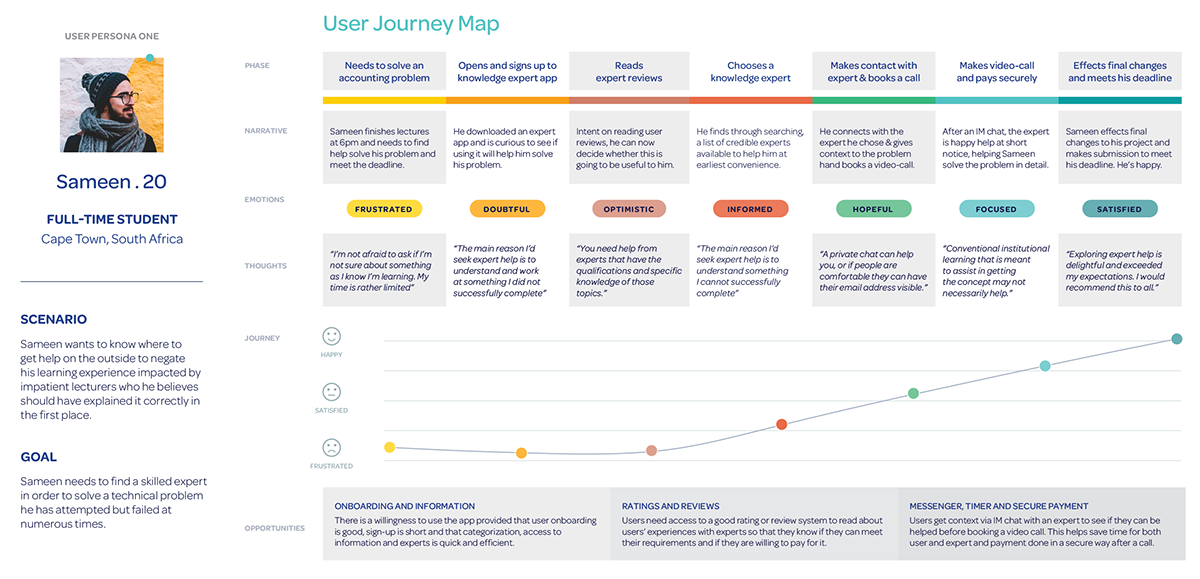 User Journey Map
USER PERSONA ONE
Sameen . 20
FULL-TIME STUDENT
Cape Town, South Africa
SCENARIO
Sameen wants to know where to
get help on the outside to negate
his learning experience impacted by
impatient lecturers who he believes
should have explained it correctly in
the first place.
GOAL
Sameen needs to find a skilled expert
in order to solve a technical problem
he has attempted but failed at
numerous times.
PHASE
Needs to solve an
accounting problem
Opens and signs up to
knowledge expert app
Reads
expert reviews
Chooses a
knowledge expert
Makes contact with
expert & books a call
Makes video-call
and pays securely
Effects final changes
and meets his deadline
NARRATIVE
Sameen finishes lectures
at 6pm and needs to find
help solve his problem and
meet the deadline.
He downloaded an expert
app and is curious to see if
using it will help him solve
his problem.
Intent on reading user
reviews, he can now
decide whether this is
going to be useful to him.
He finds through searching,
a list of credible experts
available to help him at
earliest convenience.
He connects with the
expert he chose & gives
context to the problem
hand books a video-call.
After an IM chat, the expert
is happy help at short
notice, helping Sameen
solve the problem in detail.
Sameen effects final
changes to his project and
makes submission to meet
his deadline. He's happy.
EMOTIONS
FRUSTRATED
DOUBTFUL
OPTIMISTIC
INFORMED
HOPEFUL
FOCUSED
SATISFIED
THOUGHTS
"I'm not afraid to ask if I'm
not sure about something
as I know I'm learning. My
time is rather limited"
"The main reason I'd
seek expert help is to
understand and work
at something I did not
successfully complete"
"You need help from
experts that have the
qualifications and specific
knowledge of those
topics."
"The main reason I'd
seek expert help is to
understand something
I cannot successfully
complete"
"A private chat can help
you, or if people are
comfortable they can have
their email address visible."
"Conventional institutional
learning that is meant
to assist in getting
the concept may not
necessarily help."
"Exploring expert help is
delightful and exceeded
my expectations. I would
recommend this to all."
JOURNEY
HAPPY
SATISFIED
FRUSTRATED
OPPORTUNITIES
ONBOARDING AND INFORMATION
There is a willingness to use the app provided that user onboarding
is good, sign-up is short and that categorization, access to
information and experts is quick and efficient.
RATINGS AND REVIEWS
Users need access to a good rating or review system to read about
users' experiences with experts so that they know if they can meet
their requirements and if they are willing to pay for it.
MESSENGER, TIMER AND SECURE PAYMENT
Users get context via IM chat with an expert to see if they can be
helped before booking a video call. This helps save time for both
user and expert and payment done in a secure way after a call.